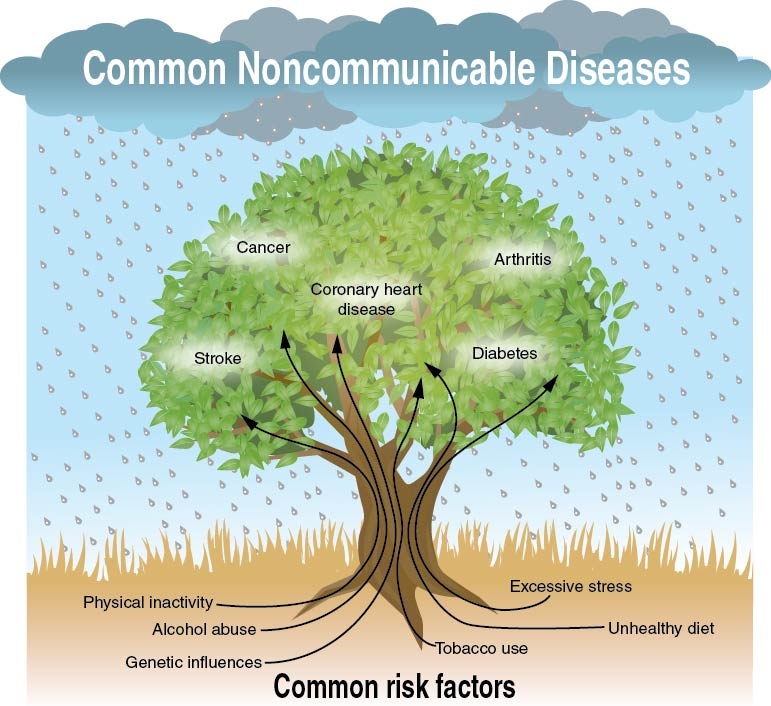 Common Noncommunicable Diseases
Cancer
Arthritis
Coronary heart
disease
Stroke
Diabetes
Physical inactivity
Excessive stress
Alcohol abuse
Unhealthy diet
Genetic influences
Tobacco use
Common risk factors